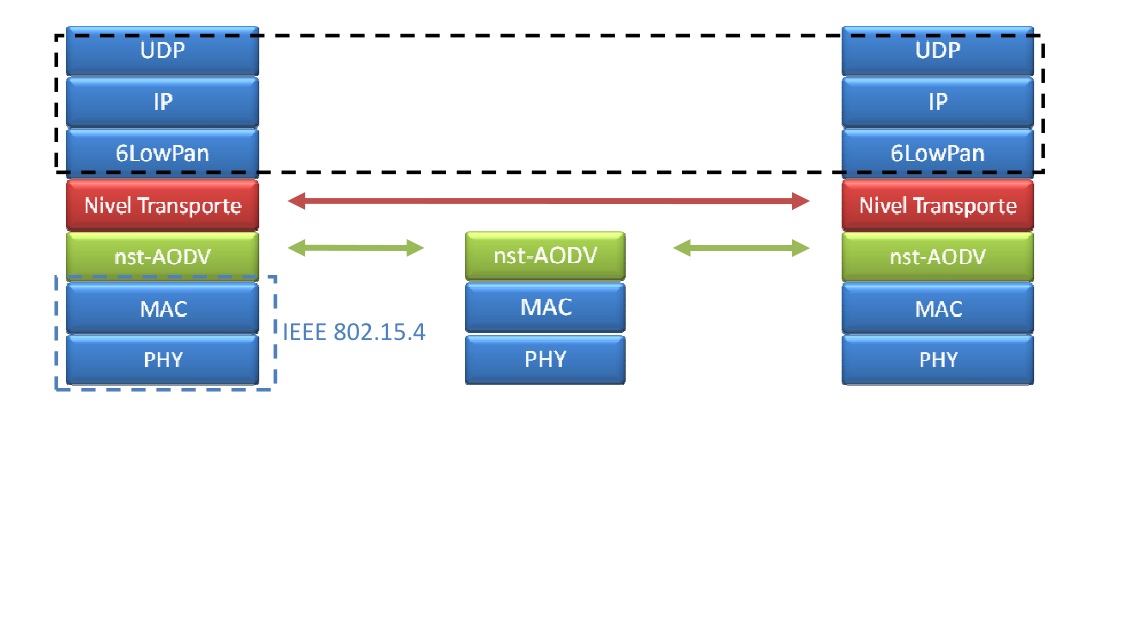 UDP
IP
6LowPan
Nivel Transporte
nst-AODV
MAC
PHY
IEEE 802.15.4
nst-AODV
MAC
PHY
UDP
IP
6LowPan
Nivel Transporte
nst-AODV
MAC
PHY